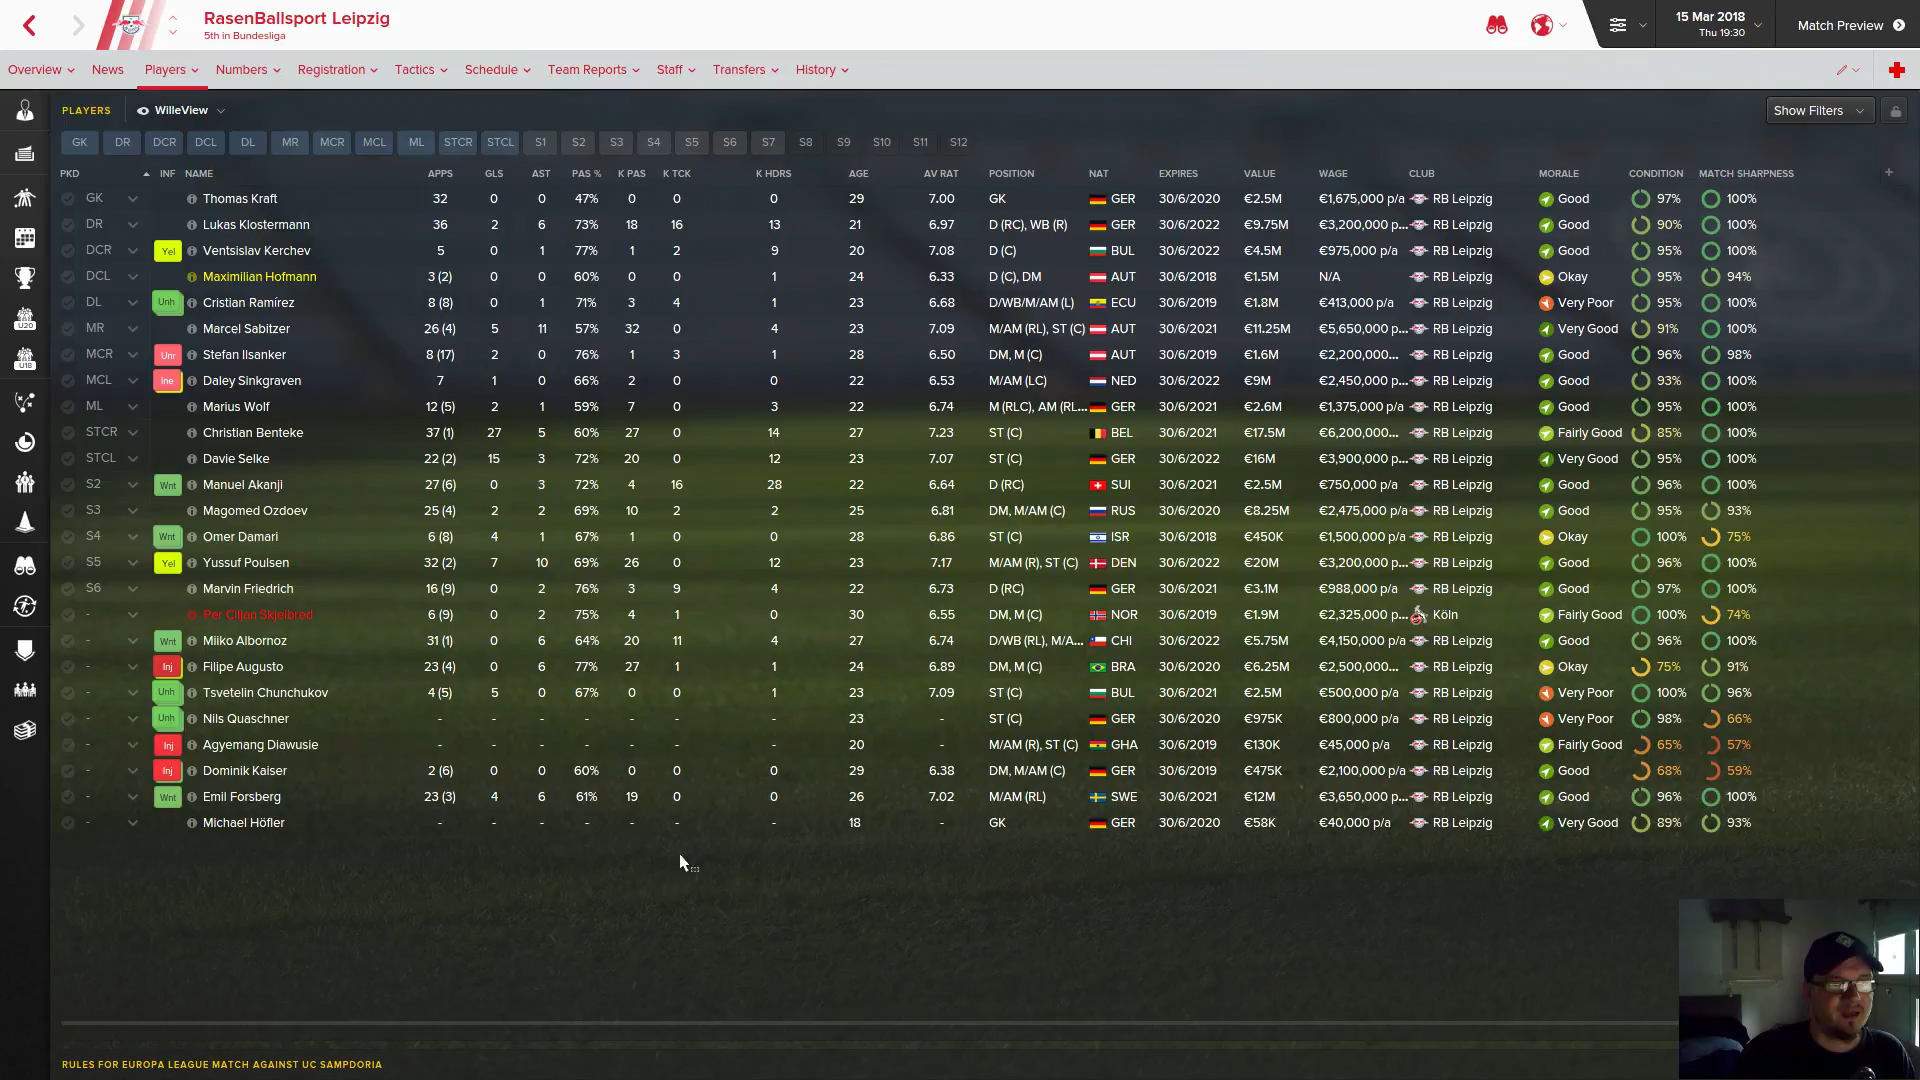 RasenBallsport Leipzig
5th in Bundesliga
15 Mar 2018
Thu 19:30
Match Preview
Overview News Players Numbers Registration Tactics Schedule Team Reports Staff Transfers History
PLAYERS WilleView Show Filters
GK DR DCR DCL DL MR MCR MCL ML STCR STCL S1 S2 S3 S4 S5 S6 S7 S8 S9 S10 S11 S12
PKD INF NAME APPS GLS AST PAS % K PAS K TCK K HDRS AGE AV RAT POSITION NAT EXPIRES VALUE WAGE CLUB MORALE CONDITION MATCH SHARPNESS
GK Thomas Kraft 32 0 0 47% 0 0 0 29 7.00 GK GER 30/6/2020 €2.5M €1,675,000 p/a RB Leipzig Good 97% 100%
DR Lukas Klostermann 36 2 6 73% 18 16 13 21 6.97 D (RC), WB (R) GER 30/6/2022 €9.75M €3,200,000 p... RB Leipzig Good 90% 100%
DCR Yel Ventsislav Kerchev 5 0 1 77% 1 2 9 20 7.08 D (C) BUL 30/6/2022 €4.5M €975,000 p/a RB Leipzig Good 95% 100%
DCL Maximilian Hofmann 3 (2) 0 0 60% 0 0 1 24 6.33 D (C), DM AUT 30/6/2018 €1.5M N/A RB Leipzig Okay 95% 94%
DL Unh Cristian Ramírez 8 (8) 0 1 71% 3 4 1 23 6.68 D/WB/M/AM (L) ECU 30/6/2019 €1.8M €413,000 p/a RB Leipzig Very Poor 95% 100%
MR Marcel Sabitzer 26 (4) 5 11 57% 32 0 4 23 7.09 M/AM (RL), ST (C) AUT 30/6/2021 €11.25M €5,650,000 p... RB Leipzig Very Good 91% 100%
MCR Unr Stefan Ilsanker 8 (17) 2 0 76% 1 3 1 28 6.50 DM, M (C) AUT 30/6/2019 €1.6M €2,200,000... RB Leipzig Good 96% 98%
MCL Ine Daley Sinkgraven 7 1 0 66% 2 0 0 22 6.53 M/AM (LC) NED 30/6/2022 €9M €2,450,000 p... RB Leipzig Good 93% 100%
ML Marius Wolf 12 (5) 2 1 59% 7 0 3 22 6.74 M (RLC), AM (RL... GER 30/6/2021 €2.6M €1,375,000 p/a RB Leipzig Good 95% 100%
STCR Christian Benteke 37 (1) 27 5 60% 27 0 14 27 7.23 ST (C) BEL 30/6/2021 €17.5M €6,200,000... RB Leipzig Fairly Good 85% 100%
STCL Davie Selke 22 (2) 15 3 72% 20 0 12 23 7.07 ST (C) GER 30/6/2022 €16M €3,900,000 p... RB Leipzig Very Good 95% 100%
S2 Wnt Manuel Akanji 27 (6) 0 3 72% 4 16 28 22 6.64 D (RC) SUI 30/6/2021 €2.5M €750,000 p/a RB Leipzig Good 96% 100%
S3 Magomed Ozdoev 25 (4) 2 2 69% 10 2 2 25 6.81 DM, M/AM (C) RUS 30/6/2020 €8.25M €2,475,000 p/a RB Leipzig Good 95% 93%
S4 Wnt Omer Damari 6 (8) 4 1 67% 1 0 0 28 6.86 ST (C) ISR 30/6/2018 €450K €1,500,000 p/a RB Leipzig Okay 100% 75%
S5 Yel Yussuf Poulsen 32 (2) 7 10 69% 26 0 12 23 7.17 M/AM (R), ST (C) DEN 30/6/2022 €20M €3,200,000 p... RB Leipzig Good 96% 100%
S6 Marvin Friedrich 16 (9) 0 2 76% 3 9 4 22 6.73 D (RC) GER 30/6/2021 €3.1M €988,000 p/a RB Leipzig Good 97% 100%
- Per Ciljan Skjelbred 6 (9) 0 2 75% 4 1 0 30 6.55 DM, M (C) NOR 30/6/2019 €1.9M €2,325,000 p... Köln Fairly Good 100% 74%
- Wnt Miiko Albornoz 31 (1) 0 6 64% 20 11 4 27 6.74 D/WB (RL), M/A... CHI 30/6/2022 €5.75M €4,150,000 p... RB Leipzig Good 96% 100%
- Inj Filipe Augusto 23 (4) 0 6 77% 27 1 1 24 6.89 DM, M (C) BRA 30/6/2020 €6.25M €2,500,000... RB Leipzig Okay 75% 91%
- Unh Tsvetelin Chunchukov 4 (5) 5 0 67% 0 0 1 23 7.09 ST (C) BUL 30/6/2021 €2.5M €500,000 p/a RB Leipzig Very Poor 100% 96%
- Unh Nils Quaschner - - - - - - - 23 - ST (C) GER 30/6/2020 €975K €800,000 p/a RB Leipzig Very Poor 98% 66%
- Inj Agyemang Diawusie - - - - - - - 20 - M/AM (R), ST (C) GHA 30/6/2019 €130K €45,000 p/a RB Leipzig Fairly Good 65% 57%
- Inj Dominik Kaiser 2 (6) 0 0 60% 0 0 0 29 6.38 DM, M/AM (C) GER 30/6/2019 €475K €2,100,000 p/a RB Leipzig Good 68% 59%
- Wnt Emil Forsberg 23 (3) 4 6 61% 19 0 0 26 7.02 M/AM (RL) SWE 30/6/2021 €12M €3,650,000 p... RB Leipzig Good 96% 100%
- Michael Höfler - - - - - - - 18 - GK GER 30/6/2020 €58K €40,000 p/a RB Leipzig Very Good 89% 93%
U20
U18
RULES FOR EUROPA LEAGUE MATCH AGAINST UC SAMPDORIA